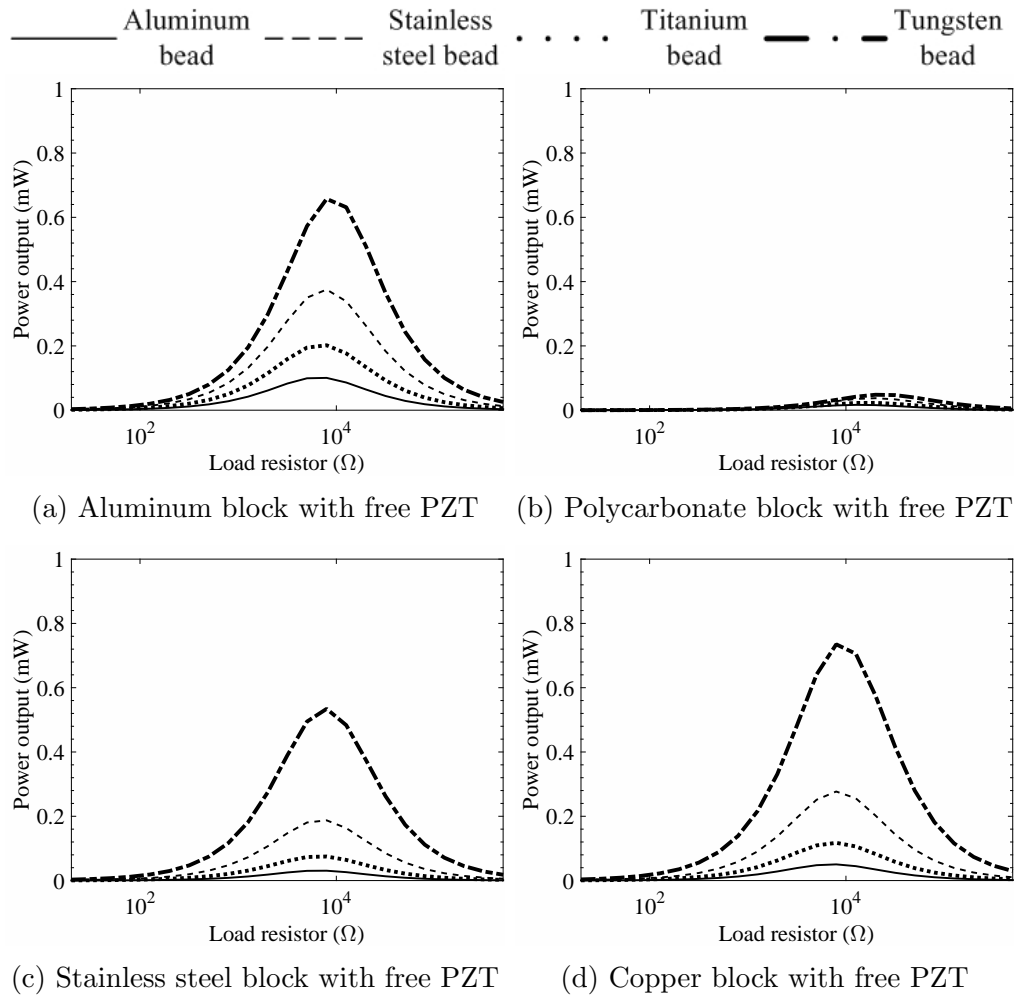 Aluminum bead
Stainless steel bead
Titanium bead
Tungsten bead
1
0.8
0.6
0.4
0.2
0
Power output (mW)
10^2
10^4
Load resistor (Ω)
(a) Aluminum block with free PZT
1
0.8
0.6
0.4
0.2
0
Power output (mW)
10^2
10^4
Load resistor (Ω)
(b) Polycarbonate block with free PZT
1
0.8
0.6
0.4
0.2
0
Power output (mW)
10^2
10^4
Load resistor (Ω)
(c) Stainless steel block with free PZT
1
0.8
0.6
0.4
0.2
0
Power output (mW)
10^2
10^4
Load resistor (Ω)
(d) Copper block with free PZT